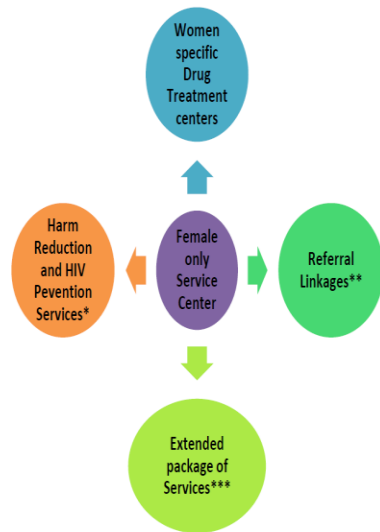 Women
specific
Drug
Treatment
centers
Harm
Reduction
and HIV
Pevention
Services*
Female
only
Service
Center
Referral
Linkages**
Extended
package of
Services***